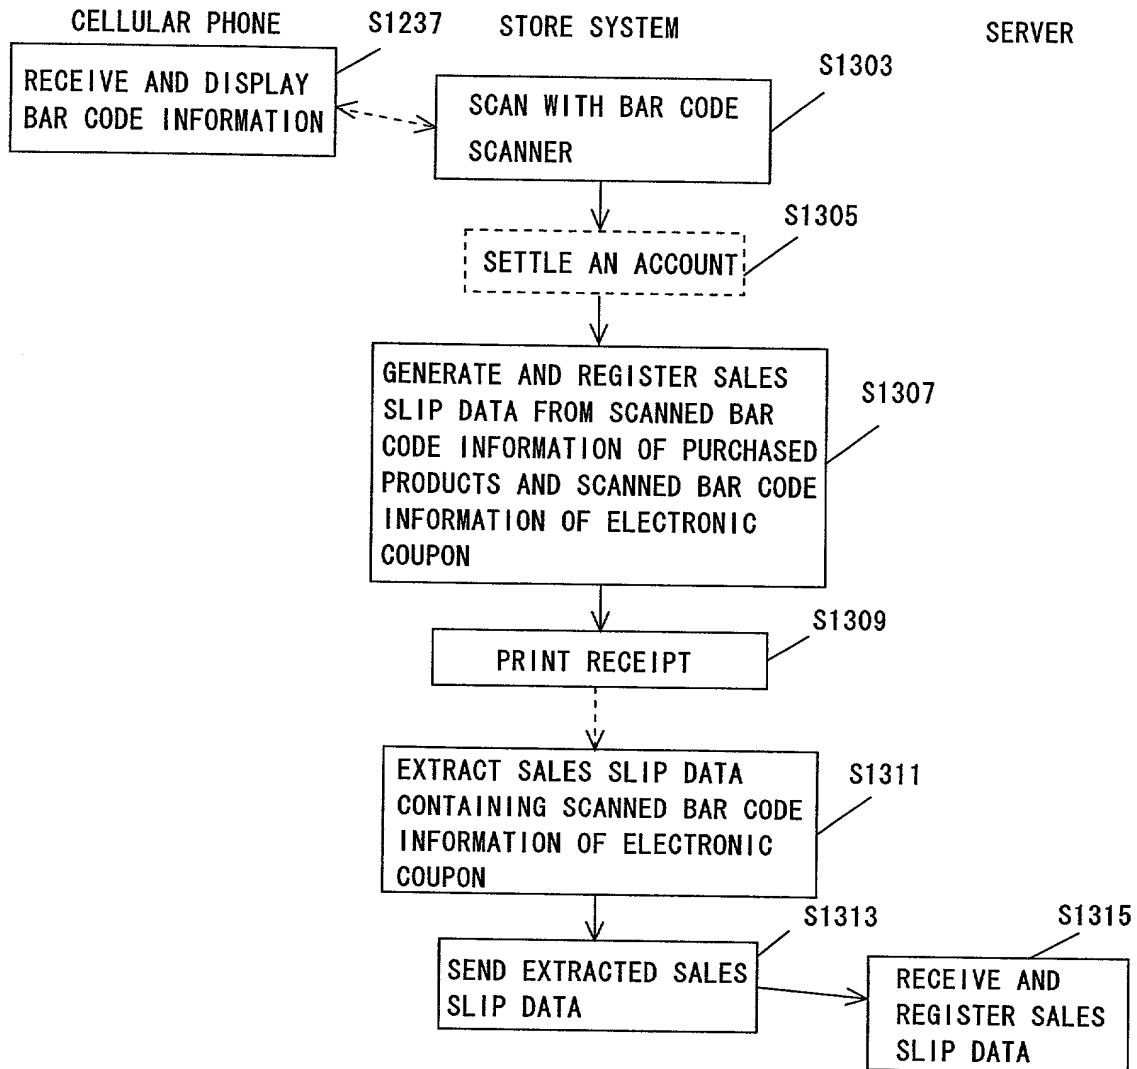 CELLULAR PHONE
S1237
STORE SYSTEM
SERVER
RECEIVE AND DISPLAY
BAR CODE INFORMATION
S1303
SCAN WITH BAR CODE
SCANNER
S1305
SETTLE AN ACCOUNT
S1307
GENERATE AND REGISTER SALES
SLIP DATA FROM SCANNED BAR
CODE INFORMATION OF PURCHASED
PRODUCTS AND SCANNED BAR CODE
INFORMATION OF ELECTRONIC
COUPON
S1309
PRINT RECEIPT
S1311
EXTRACT SALES SLIP DATA
CONTAINING SCANNED BAR CODE
INFORMATION OF ELECTRONIC
COUPON
S1313
SEND EXTRACTED SALES
SLIP DATA
S1315
RECEIVE AND
REGISTER SALES
SLIP DATA